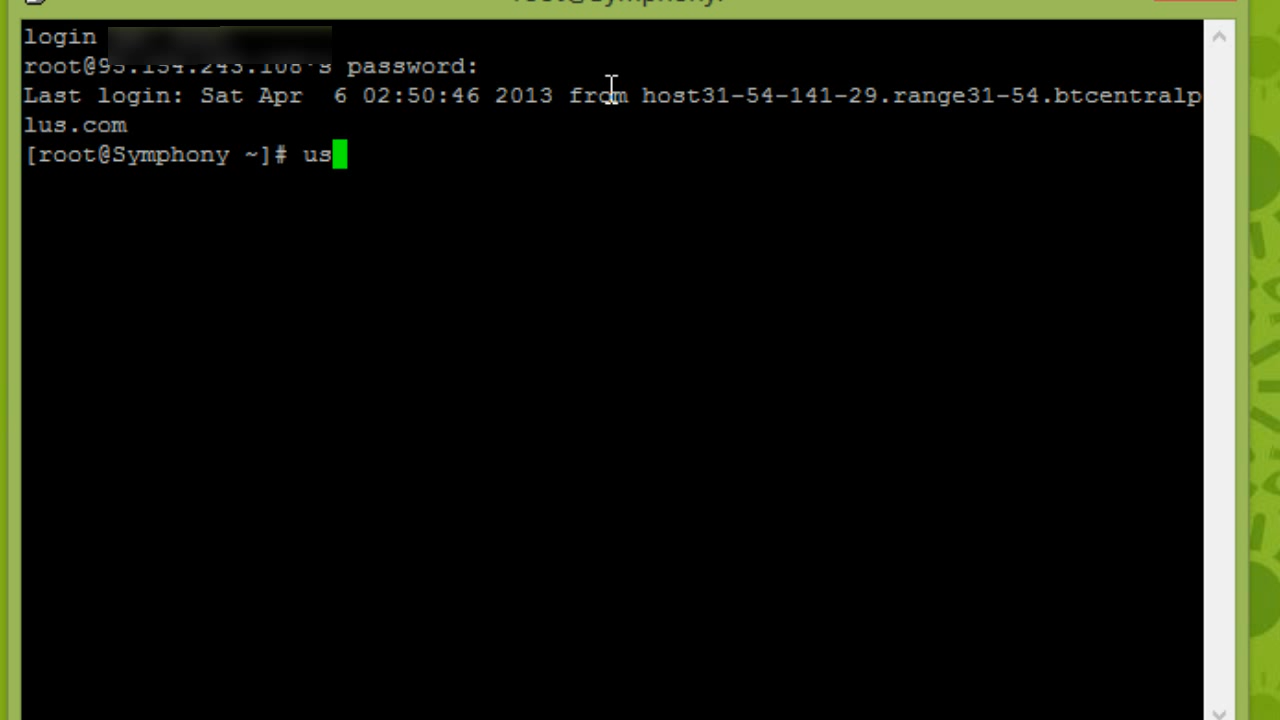 login
root@95.154.243.108's password:
Last login: Sat Apr  6 02:50:46 2013 from host31-54-141-29.range31-54.btcentralp
lus.com
[root@Symphony ~]# us